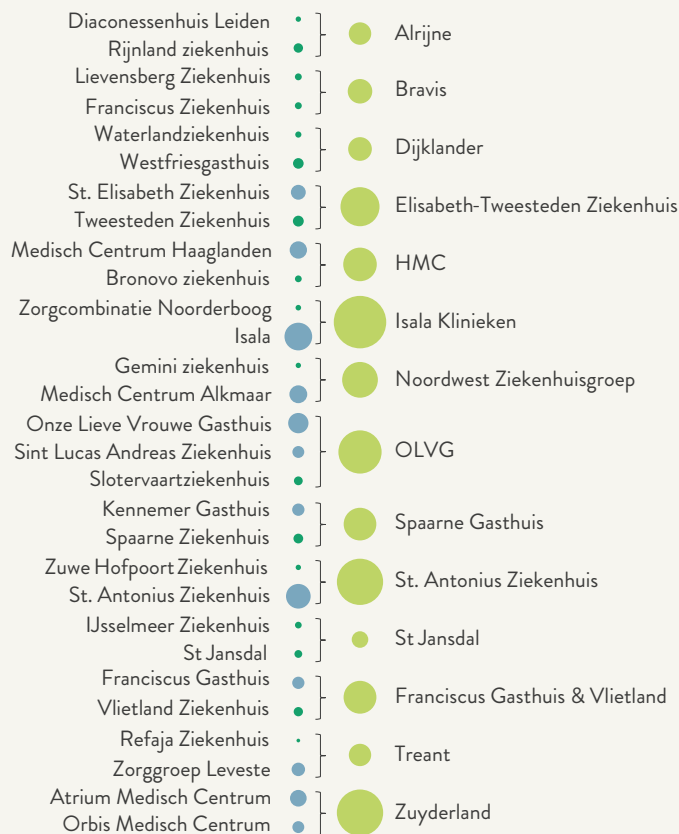 Diaconessenhuis Leiden
Rijnland ziekenhuis
Alrijne
Lievensberg Ziekenhuis
Franciscus Ziekenhuis
Bravis
Waterlandziekenhuis
Westfriesgasthuis
Dijklander
St. Elisabeth Ziekenhuis
Tweesteden Ziekenhuis
Elisabeth-Tweesteden Ziekenhuis
Medisch Centrum Haaglanden
Bronovo ziekenhuis
HMC
Zorgcombinatie Noorderboog
Isala
Isala Klinieken
Gemini ziekenhuis
Medisch Centrum Alkmaar
Noordwest Ziekenhuisgroep
Onze Lieve Vrouwe Gasthuis
Sint Lucas Andreas Ziekenhuis
Slotervaartziekenhuis
OLVG
Kennemer Gasthuis
Spaarne Ziekenhuis
Spaarne Gasthuis
Zuwe Hofpoort Ziekenhuis
St. Antonius Ziekenhuis
St. Antonius Ziekenhuis
IJsselmeer Ziekenhuis
St Jansdal
St Jansdal
Franciscus Gasthuis
Vlietland Ziekenhuis
Franciscus Gasthuis & Vlietland
Refaja Ziekenhuis
Zorggroep Leveste
Treant
Atrium Medisch Centrum
Orbis Medisch Centrum
Zuyderland